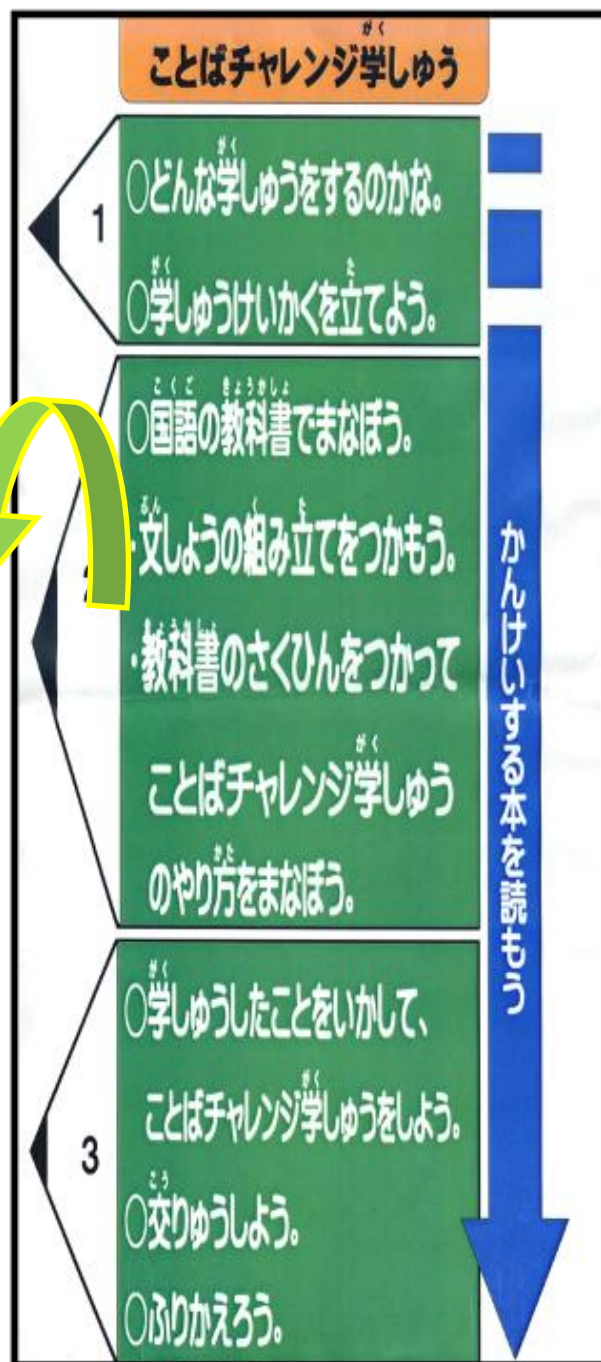 ことばチャレンジ学しゅう
1
○どんな学しゅうをするのかな。
○学しゅうけいかくを立てよう。
○国語の教科書でまなぼう。
・文しょうの組み立てをつかもう。
・教科書のさくひんをつかって
ことばチャレンジ学しゅう
のやり方をまなぼう。
3
○学しゅうしたことをいかして、
ことばチャレンジ学しゅうをしよう。
○交りゅうしよう。
○ふりかえろう。
かんけいする本を読もう